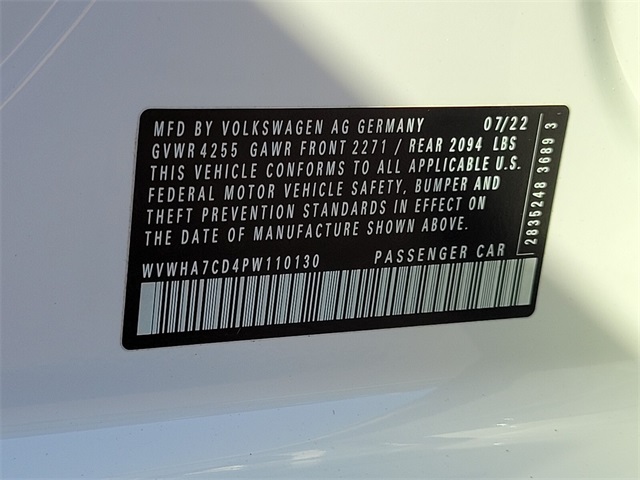 MFD BY VOLKSWAGEN AG GERMANY 07/22
GVWR 4255 GAWR FRONT 2271 / REAR 2094 LBS
THIS VEHICLE CONFORMS TO ALL APPLICABLE U.S.
FEDERAL MOTOR VEHICLE SAFETY, BUMPER AND
THEFT PREVENTION STANDARDS IN EFFECT ON
THE DATE OF MANUFACTURE SHOWN ABOVE.
WVWHA7CD4PW110130 PASSENGER CAR
2835248 3689 3